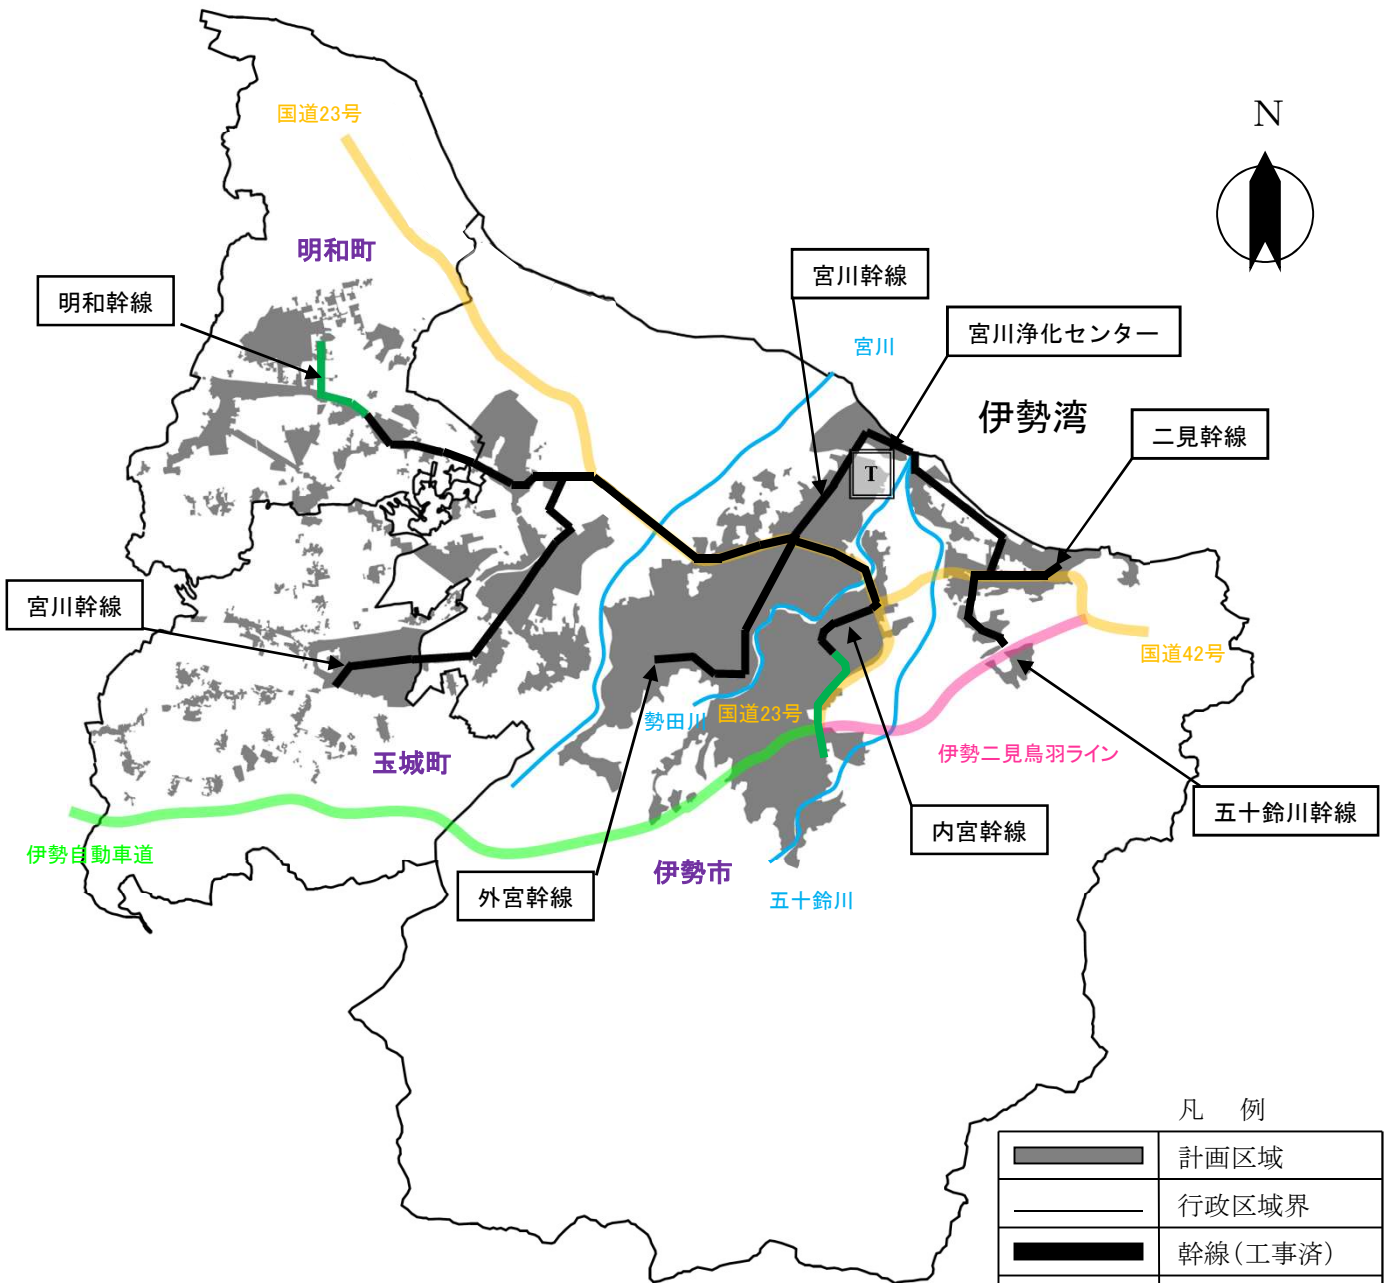 国道23号
N
明和町
宮川幹線
明和幹線
宮川浄化センター
宮川
伊勢湾
二見幹線
T
宮川幹線
国道42号
勢田川
国道23号
伊勢二見鳥羽ライン
玉城町
五十鈴川幹線
内宮幹線
伊勢自動車道
伊勢市
外宮幹線
五十鈴川
凡 例
計画区域
行政区域界
幹線(工事済)